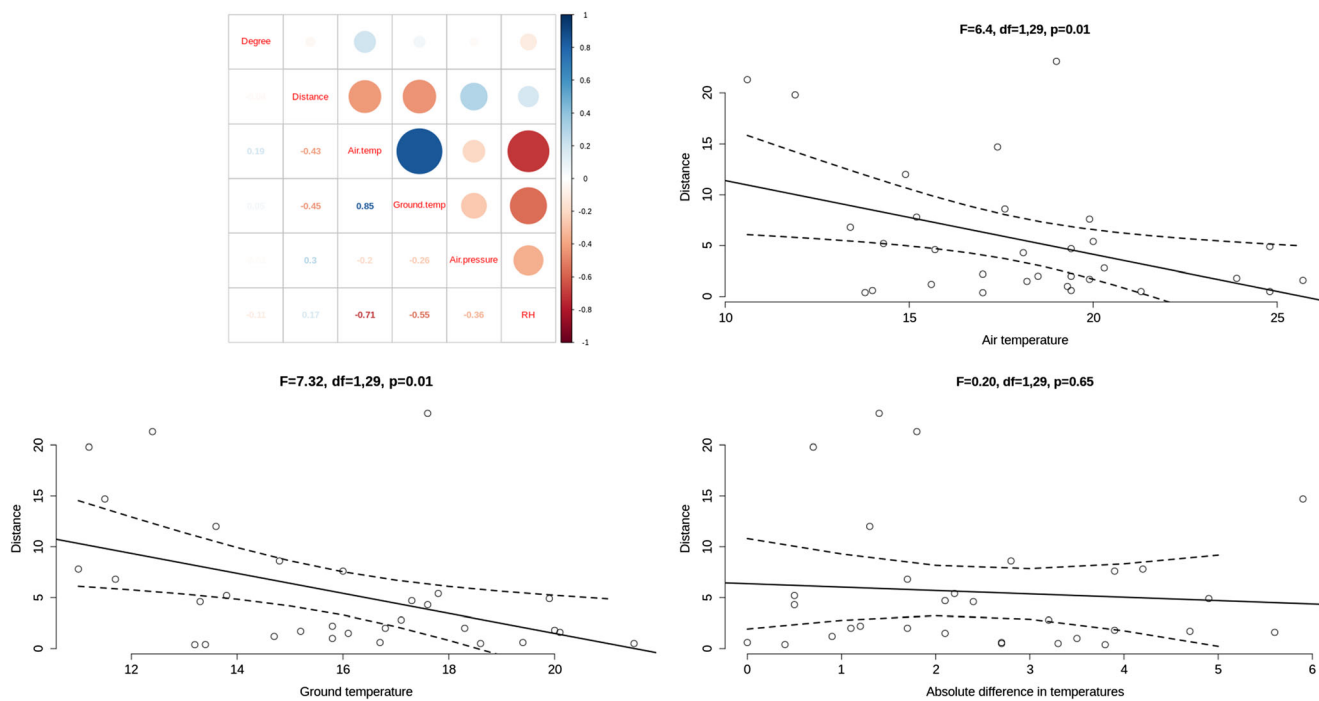 Degree
Distance
0.19 -0.43 Air.temp
-0.45 0.85 Ground.temp
0.3 -0.2 -0.26 Air.pressure
-0.11 0.17 -0.71 -0.55 -0.36 RH
1
0.8
0.6
0.4
0.2
0
-0.2
-0.4
-0.6
-0.8
-1
F=6.4, df=1,29, p=0.01
Distance
20
15
10
5
0
10 15 20 25
Air temperature
F=7.32, df=1,29, p=0.01
Distance
20
15
10
5
0
12 14 16 18 20
Ground temperature
F=0.20, df=1,29, p=0.65
Distance
20
15
10
5
0
0 1 2 3 4 5 6
Absolute difference in temperatures